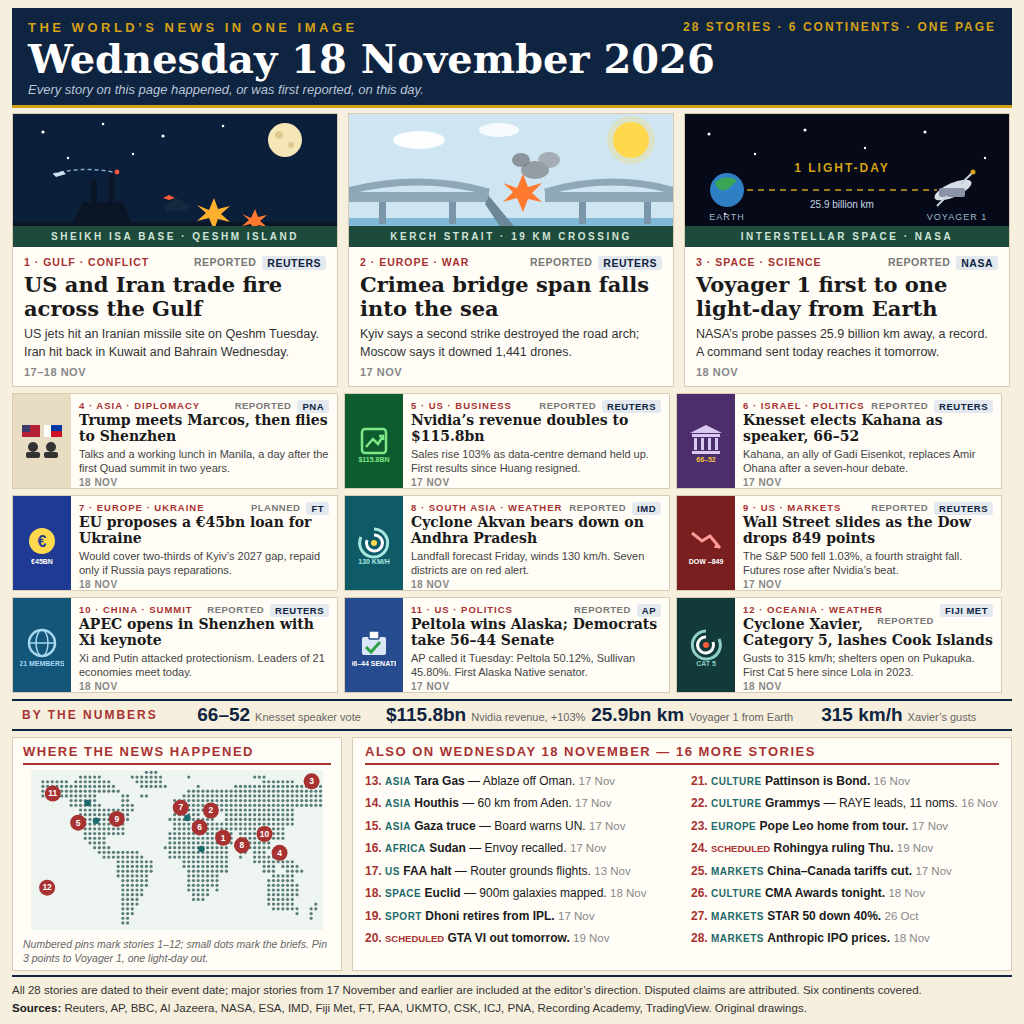 THE WORLD'S NEWS IN ONE IMAGE
28 STORIES · 6 CONTINENTS · ONE PAGE
Wednesday 18 November 2026
Every story on this page happened, or was first reported, on this day.
SHEIKH ISA BASE · QESHM ISLAND
1 · GULF · CONFLICT REPORTED REUTERS
US and Iran trade fire
across the Gulf
US jets hit an Iranian missile site on Qeshm Tuesday.
Iran hit back in Kuwait and Bahrain Wednesday.
17–18 NOV
KERCH STRAIT · 19 KM CROSSING
2 · EUROPE · WAR REPORTED REUTERS
Crimea bridge span falls
into the sea
Kyiv says a second strike destroyed the road arch;
Moscow says it downed 1,441 drones.
17 NOV
1 LIGHT-DAY
25.9 billion km
EARTH
VOYAGER 1
INTERSTELLAR SPACE · NASA
3 · SPACE · SCIENCE REPORTED NASA
Voyager 1 first to one
light-day from Earth
NASA's probe passes 25.9 billion km away, a record.
A command sent today reaches it tomorrow.
18 NOV
4 · ASIA · DIPLOMACY REPORTED PNA
Trump meets Marcos, then flies
to Shenzhen
Talks and a working lunch in Manila, a day after the
first Quad summit in two years.
18 NOV
$115.8BN
5 · US · BUSINESS REPORTED REUTERS
Nvidia's revenue doubles to
$115.8bn
Sales rise 103% as data-centre demand held up.
First results since Huang resigned.
17 NOV
66–52
6 · ISRAEL · POLITICS REPORTED REUTERS
Knesset elects Kahana as
speaker, 66–52
Kahana, an ally of Gadi Eisenkot, replaces Amir
Ohana after a seven-hour debate.
17 NOV
€
€45BN
7 · EUROPE · UKRAINE PLANNED FT
EU proposes a €45bn loan for
Ukraine
Would cover two-thirds of Kyiv's 2027 gap, repaid
only if Russia pays reparations.
18 NOV
130 KM/H
8 · SOUTH ASIA · WEATHER REPORTED IMD
Cyclone Akvan bears down on
Andhra Pradesh
Landfall forecast Friday, winds 130 km/h. Seven
districts are on red alert.
18 NOV
DOW –849
9 · US · MARKETS REPORTED REUTERS
Wall Street slides as the Dow
drops 849 points
The S&P 500 fell 1.03%, a fourth straight fall.
Futures rose after Nvidia's beat.
17 NOV
21 MEMBERS
10 · CHINA · SUMMIT REPORTED REUTERS
APEC opens in Shenzhen with
Xi keynote
Xi and Putin attacked protectionism. Leaders of 21
economies meet today.
18 NOV
6–44 SENAT
11 · US · POLITICS REPORTED AP
Peltola wins Alaska; Democrats
take 56–44 Senate
AP called it Tuesday: Peltola 50.12%, Sullivan
45.80%. First Alaska Native senator.
17 NOV
CAT 5
12 · OCEANIA · WEATHER REPORTED FIJI MET
Cyclone Xavier,
Category 5, lashes Cook Islands
Gusts to 315 km/h; shelters open on Pukapuka.
First Cat 5 here since Lola in 2023.
18 NOV
BY THE NUMBERS
66–52 Knesset speaker vote
$115.8bn Nvidia revenue, +103%
25.9bn km Voyager 1 from Earth
315 km/h Xavier's gusts
WHERE THE NEWS HAPPENED
3
11
7
2
5
9
6
10
1
8
4
12
Numbered pins mark stories 1–12; small dots mark the briefs. Pin
3 points to Voyager 1, one light-day out.
ALSO ON WEDNESDAY 18 NOVEMBER — 16 MORE STORIES
13. ASIA Tara Gas — Ablaze off Oman. 17 Nov
14. ASIA Houthis — 60 km from Aden. 17 Nov
15. ASIA Gaza truce — Board warns UN. 17 Nov
16. AFRICA Sudan — Envoy recalled. 17 Nov
17. US FAA halt — Router grounds flights. 13 Nov
18. SPACE Euclid — 900m galaxies mapped. 18 Nov
19. SPORT Dhoni retires from IPL. 17 Nov
20. SCHEDULED GTA VI out tomorrow. 19 Nov
21. CULTURE Pattinson is Bond. 16 Nov
22. CULTURE Grammys — RAYE leads, 11 noms. 16 Nov
23. EUROPE Pope Leo home from tour. 17 Nov
24. SCHEDULED Rohingya ruling Thu. 19 Nov
25. MARKETS China–Canada tariffs cut. 17 Nov
26. CULTURE CMA Awards tonight. 18 Nov
27. MARKETS STAR 50 down 40%. 26 Oct
28. MARKETS Anthropic IPO prices. 18 Nov
All 28 stories are dated to their event date; major stories from 17 November and earlier are included at the editor's direction. Disputed claims are attributed. Six continents covered.
Sources: Reuters, AP, BBC, Al Jazeera, NASA, ESA, IMD, Fiji Met, FT, FAA, UKMTO, CSK, ICJ, PNA, Recording Academy, TradingView. Original drawings.